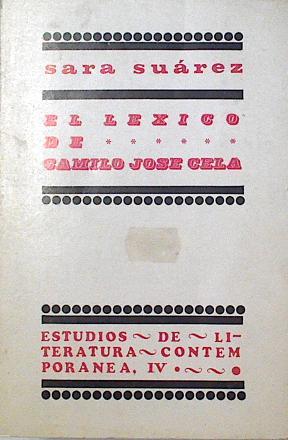 sara suárez
EL LEXICO
DE * * * * * *
CAMILO JOSE CELA
ESTUDIOS ~ DE ~ LI-
TERATURA ~ CONTEM
PORANEA, IV • ~ ~ •